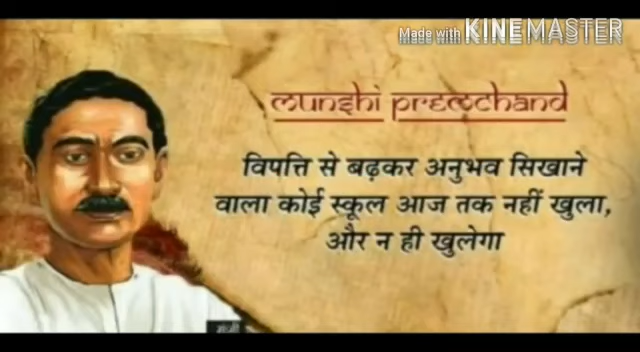 Made with KINEMASTER
munshi premchand
विपत्ति से बढ़कर अनुभव सिखाने
वाला कोई स्कूल आज तक नहीं खुला,
और न ही खुलेगा